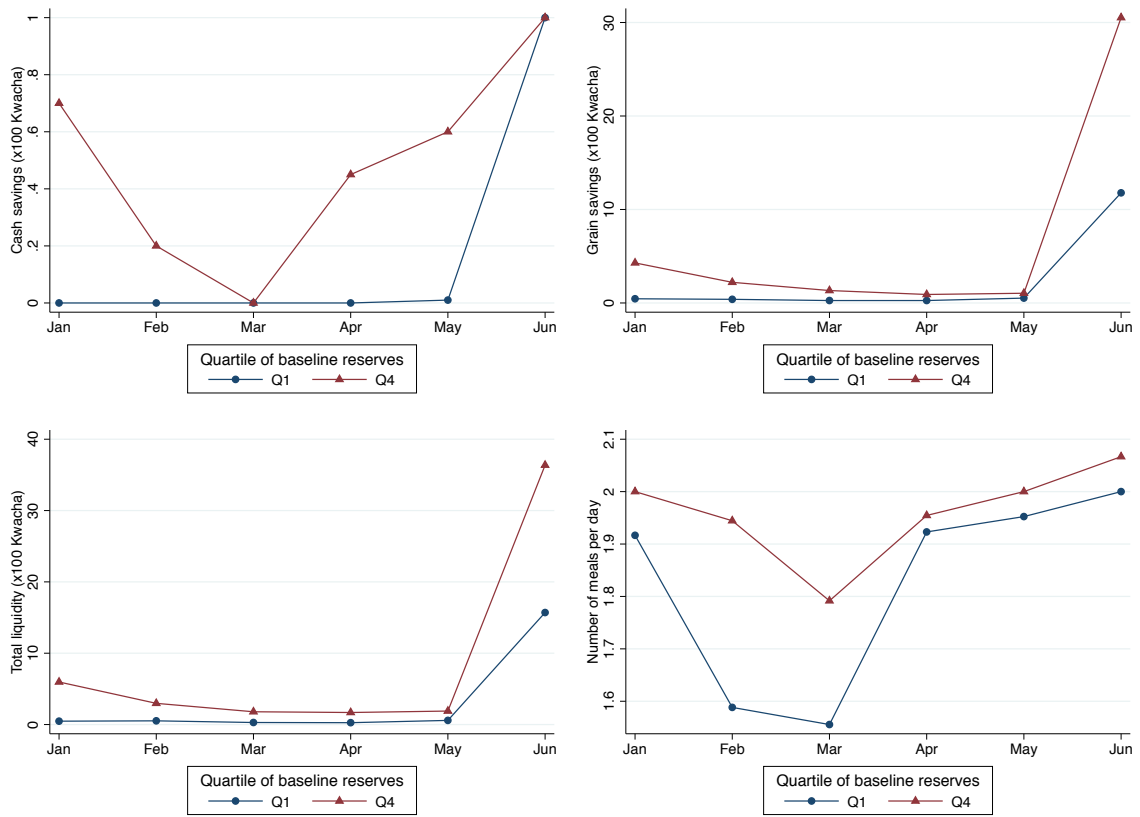 Cash savings (x100 Kwacha)
1
.8
.6
.4
.2
0
Jan Feb Mar Apr May Jun
Quartile of baseline reserves
Q1 Q4
Grain savings (x100 Kwacha)
30
20
10
0
Jan Feb Mar Apr May Jun
Quartile of baseline reserves
Q1 Q4
Total liquidity (x100 Kwacha)
40
30
20
10
0
Jan Feb Mar Apr May Jun
Quartile of baseline reserves
Q1 Q4
Number of meals per day
2.1
2
1.9
1.8
1.7
1.6
Jan Feb Mar Apr May Jun
Quartile of baseline reserves
Q1 Q4